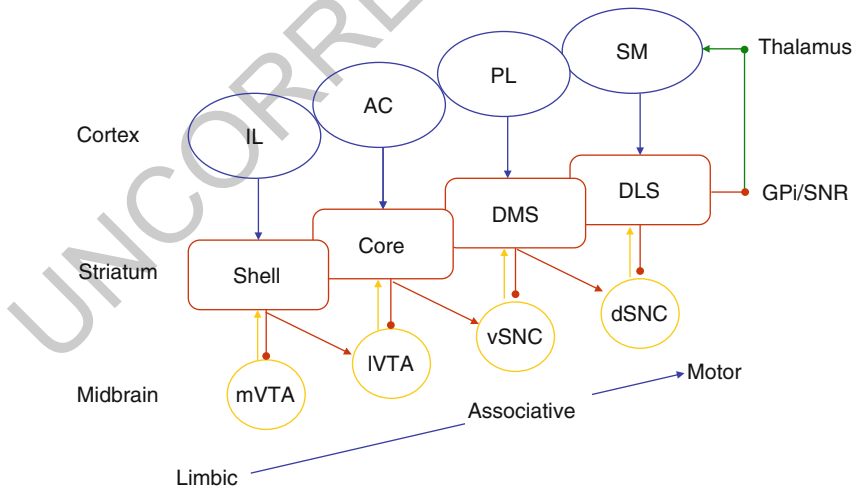 SM
Thalamus
PL
AC
Cortex
IL
DLS
GPi/SNR
DMS
Core
Striatum
Shell
dSNC
vSNC
lVTA
Midbrain
mVTA
Motor
Associative
Limbic
UNCORRE